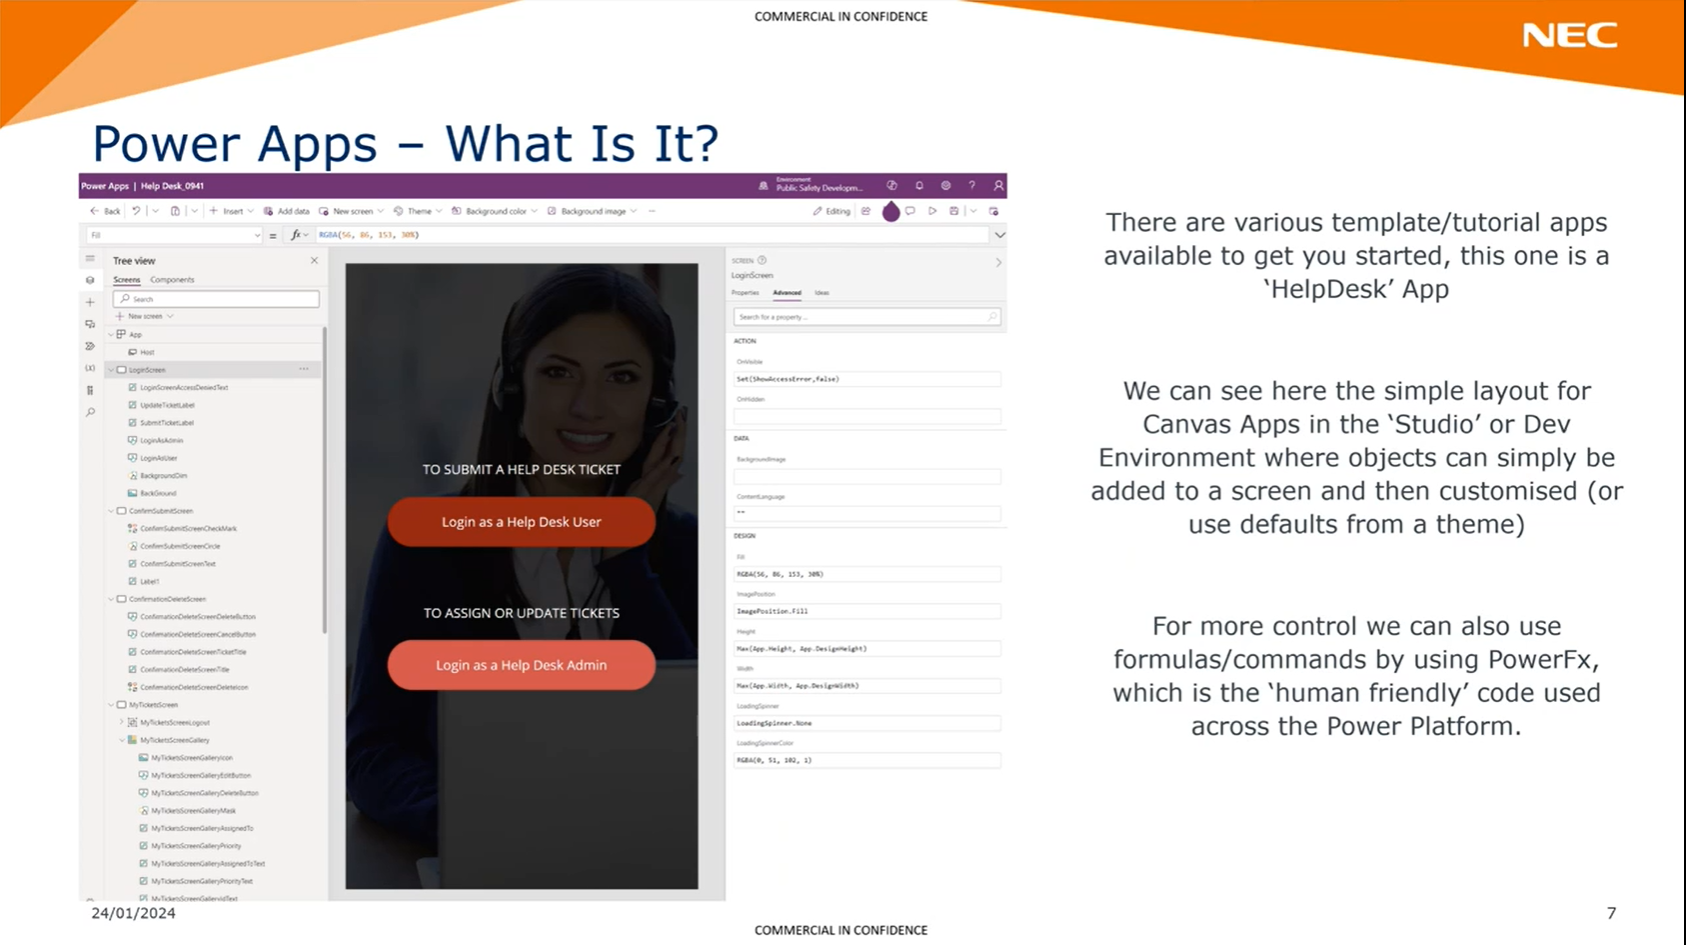 COMMERCIAL IN CONFIDENCE
NEC
Power Apps – What Is It?
Power Apps | Help Desk_0941
Environment
Public Safety Developm...
Back
Insert
Add data
New screen
Theme
Background color
Background image
Editing
Fill
= fx RGBA(56, 86, 153, 30%)
Tree view
Screens Components
Search
New screen
App
Host
LoginScreen
LoginScreenAccessDeniedText
UpdateTicketLabel
SubmitTicketLabel
LoginAsAdmin
LoginAsUser
BackgroundDim
BackGround
ConfirmSubmitScreen
ConfirmSubmitScreenCheckMark
ConfirmSubmitScreenCircle
ConfirmSubmitScreenText
Label1
ConfirmationDeleteScreen
ConfirmationDeleteScreenDeleteButton
ConfirmationDeleteScreenCancelButton
ConfirmationDeleteScreenTicketTitle
ConfirmationDeleteScreenTitle
ConfirmationDeleteScreenDeleteIcon
MyTicketsScreen
MyTicketsScreenLogout
MyTicketsScreenGallery
MyTicketsScreenGalleryIcon
MyTicketsScreenGalleryEditButton
MyTicketsScreenGalleryDeleteButton
MyTicketsScreenGalleryMask
MyTicketsScreenGalleryAssignedTo
MyTicketsScreenGalleryPriority
MyTicketsScreenGalleryAssignedToText
MyTicketsScreenGalleryPriorityText
MyTicketsScreenGalleryIdText
TO SUBMIT A HELP DESK TICKET
Login as a Help Desk User
TO ASSIGN OR UPDATE TICKETS
Login as a Help Desk Admin
SCREEN
LoginScreen
Properties Advanced Ideas
Search for a property ...
ACTION
OnVisible
Set(ShowAccessError,false)
OnHidden
DATA
BackgroundImage
ContentLanguage
""
DESIGN
Fill
RGBA(56, 86, 153, 30%)
ImagePosition
ImagePosition.Fill
Height
Max(App.Height, App.DesignHeight)
Width
Max(App.Width, App.DesignWidth)
LoadingSpinner
LoadingSpinner.None
LoadingSpinnerColor
RGBA(0, 51, 102, 1)
There are various template/tutorial apps
available to get you started, this one is a
‘HelpDesk’ App
We can see here the simple layout for
Canvas Apps in the ‘Studio’ or Dev
Environment where objects can simply be
added to a screen and then customised (or
use defaults from a theme)
For more control we can also use
formulas/commands by using PowerFx,
which is the ‘human friendly’ code used
across the Power Platform.
24/01/2024
7
COMMERCIAL IN CONFIDENCE